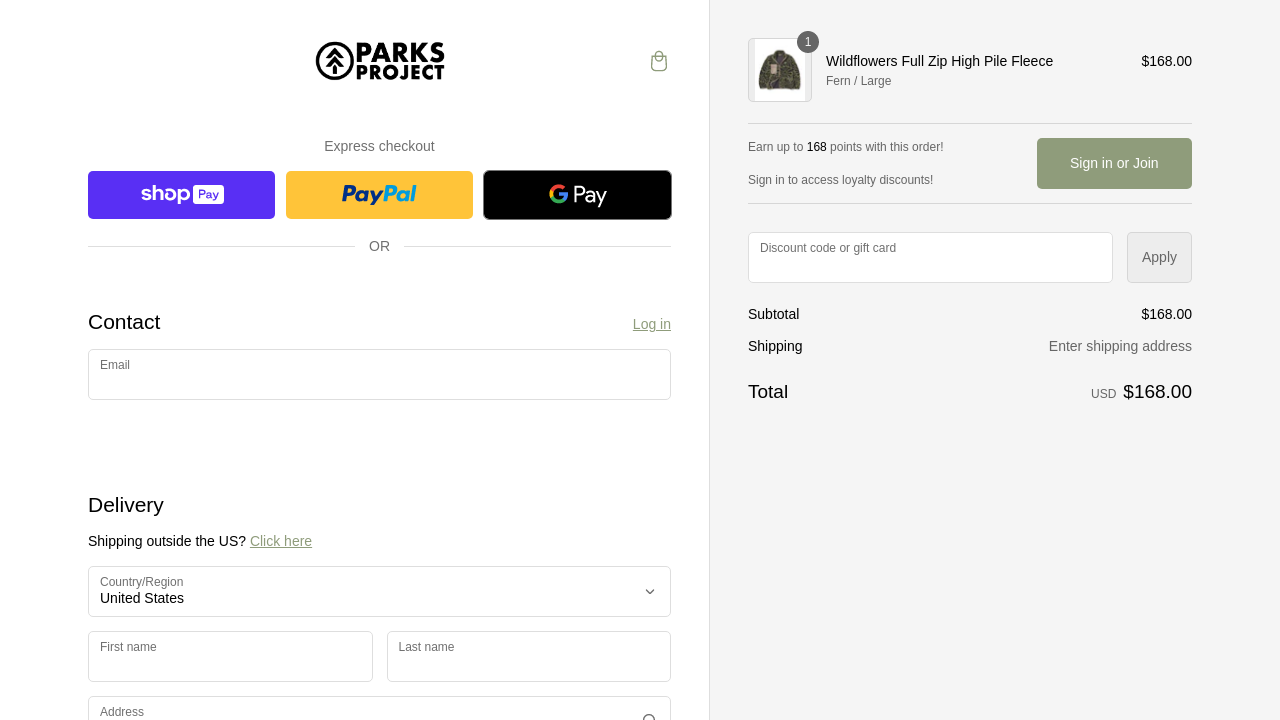 PARKS
PROJECT
Express checkout
shop Pay
PayPal
G Pay
OR
Contact
Log in
Email
Delivery
Shipping outside the US? Click here
Country/Region
United States
First name
Last name
Address
1
Wildflowers Full Zip High Pile Fleece
$168.00
Fern / Large
Earn up to 168 points with this order!
Sign in to access loyalty discounts!
Sign in or Join
Discount code or gift card
Apply
Subtotal
$168.00
Shipping
Enter shipping address
Total
USD $168.00